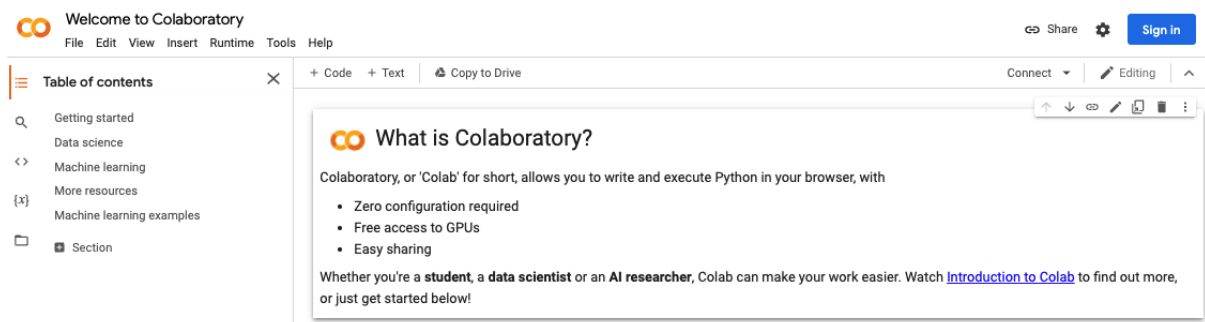 Welcome to Colaboratory
File Edit View Insert Runtime Tools Help
Share
Sign in
Table of contents
Getting started
Data science
Machine learning
More resources
Machine learning examples
Section
+ Code + Text Copy to Drive
Connect
Editing
What is Colaboratory?
Colaboratory, or 'Colab' for short, allows you to write and execute Python in your browser, with
• Zero configuration required
• Free access to GPUs
• Easy sharing
Whether you're a student, a data scientist or an AI researcher, Colab can make your work easier. Watch Introduction to Colab to find out more,
or just get started below!